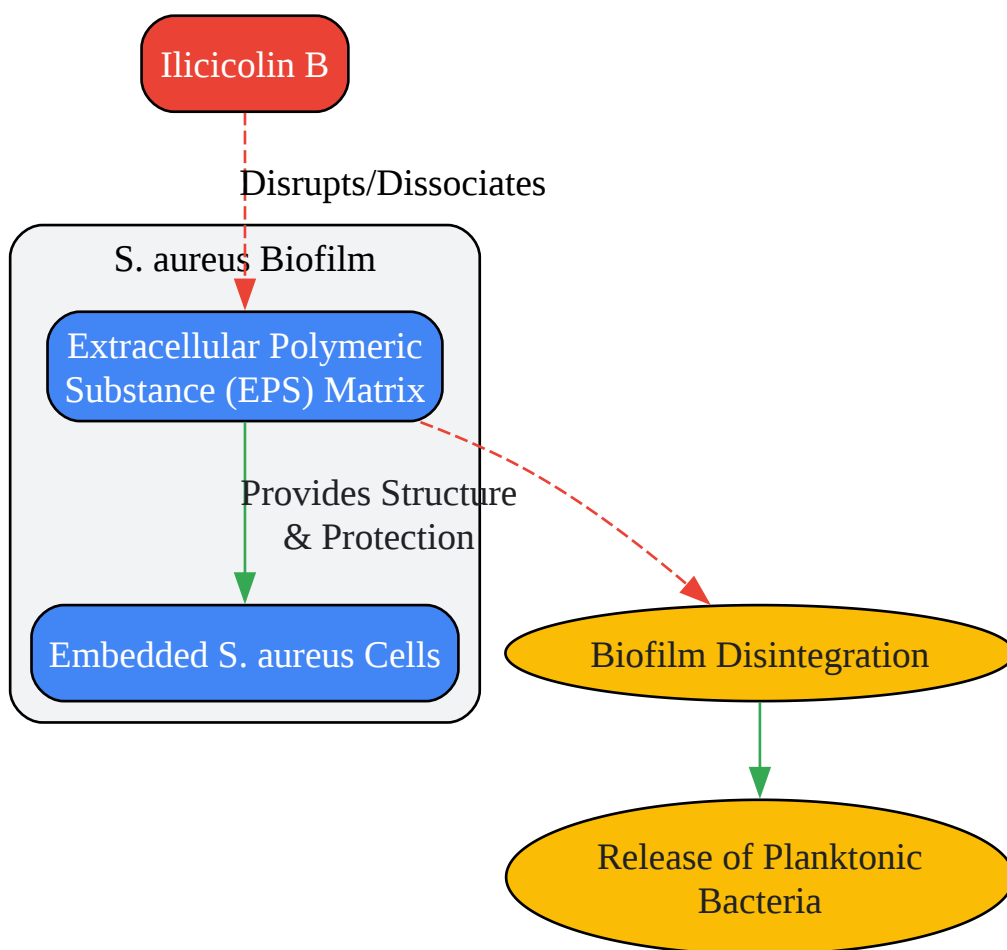 Ilicicolin B
Disrupts/Dissociates
S. aureus Biofilm
Extracellular Polymeric
Substance (EPS) Matrix
Provides Structure
& Protection
Embedded S. aureus Cells
Biofilm Disintegration
Release of Planktonic
Bacteria